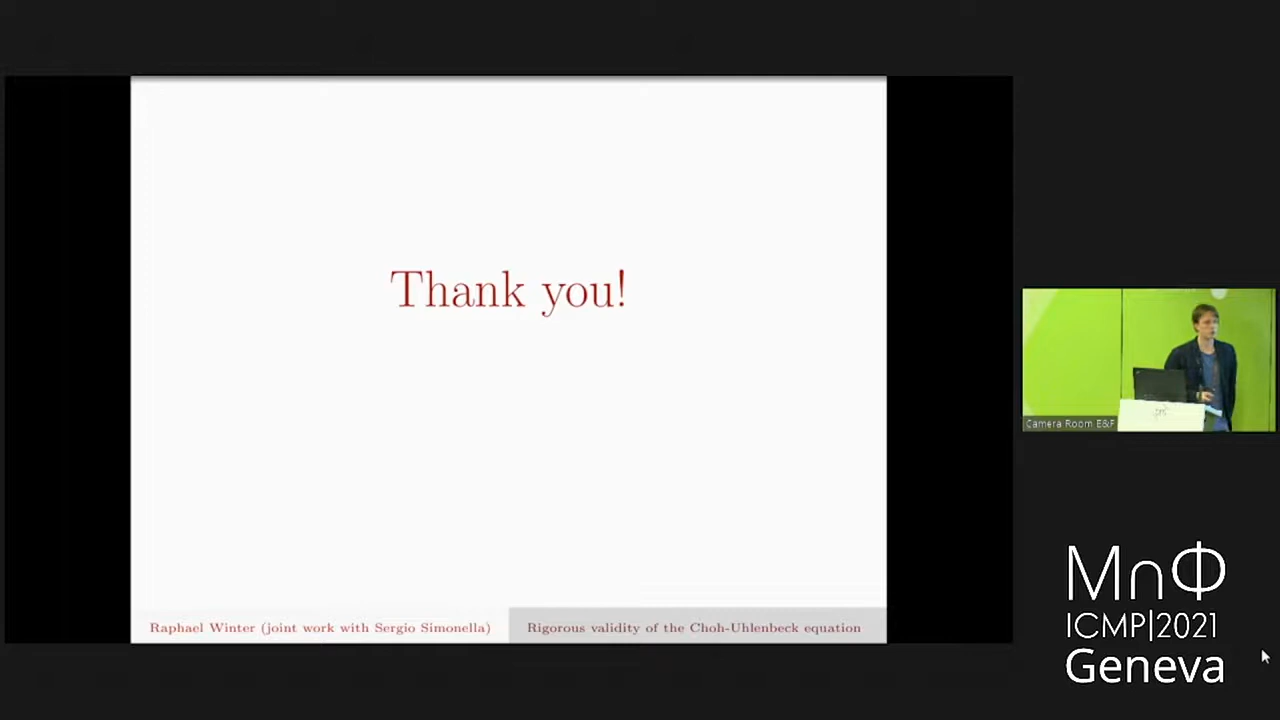 Thank you!
Raphael Winter (joint work with Sergio Simonella)
Rigorous validity of the Choh-Uhlenbeck equation
Camera Room E&F
M∩Φ
ICMP|2021
Geneva